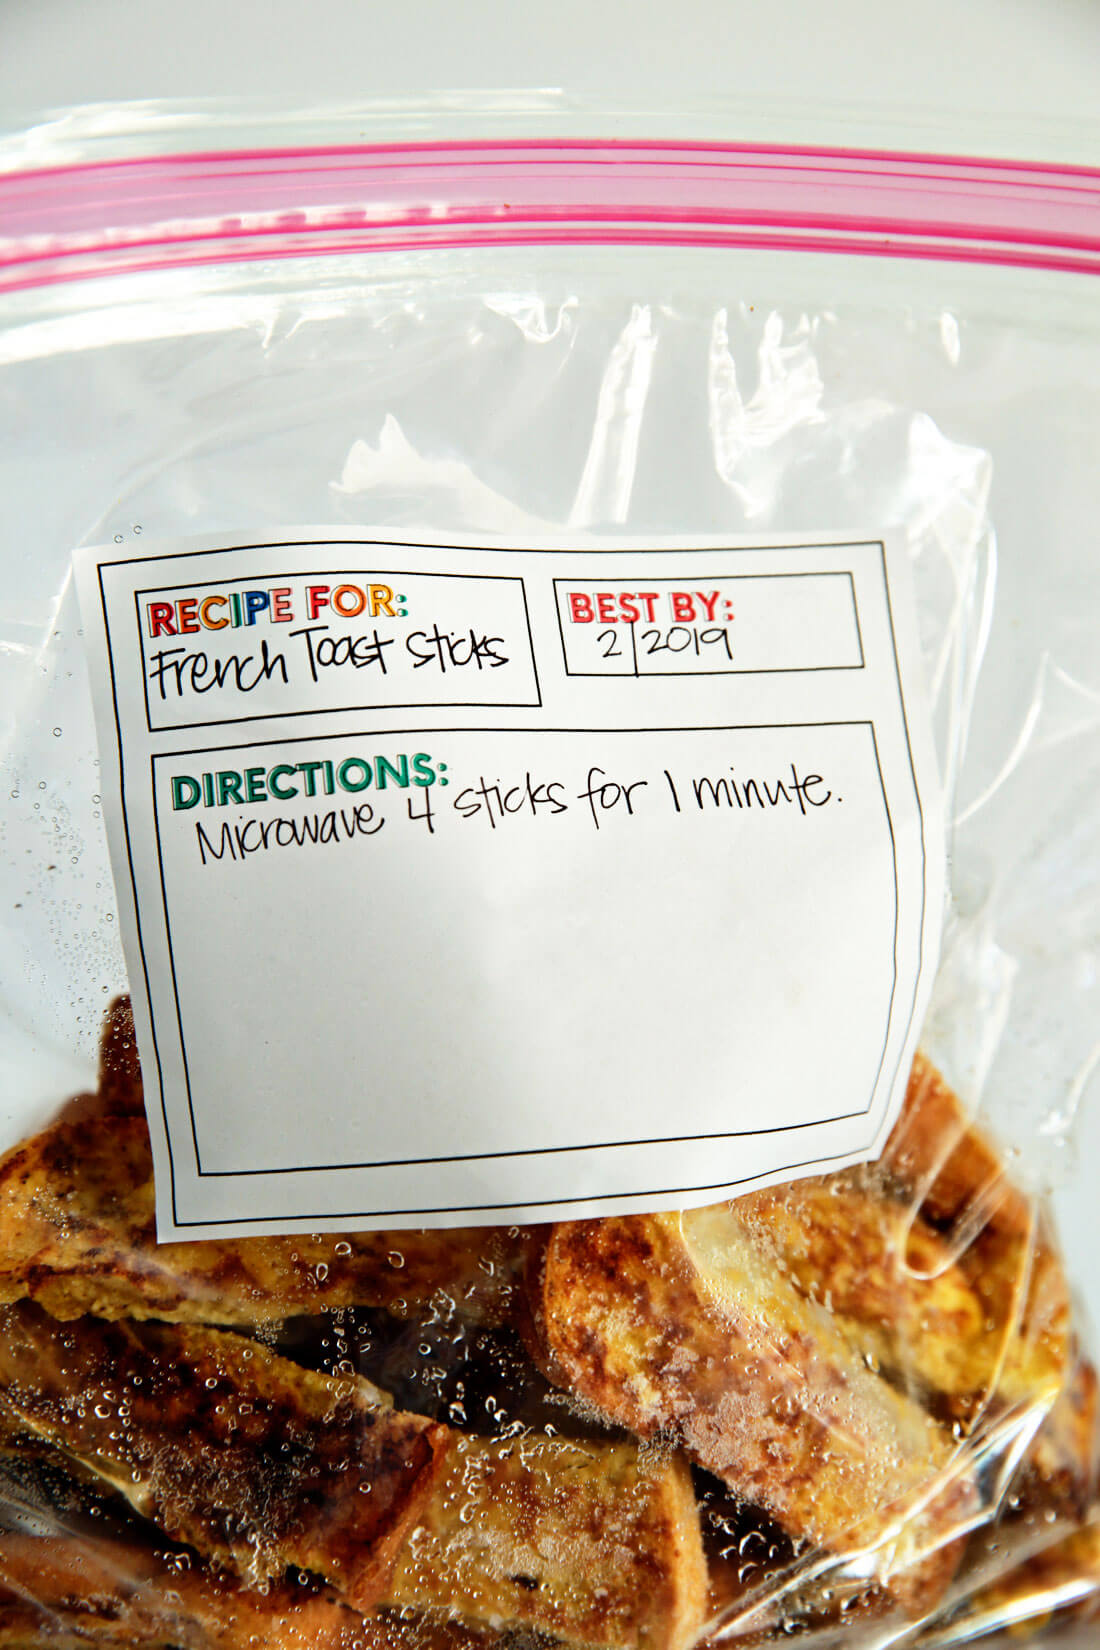 RECIPE FOR:
French Toast Sticks
BEST BY:
2/2019
DIRECTIONS:
Microwave 4 sticks for 1 minute.